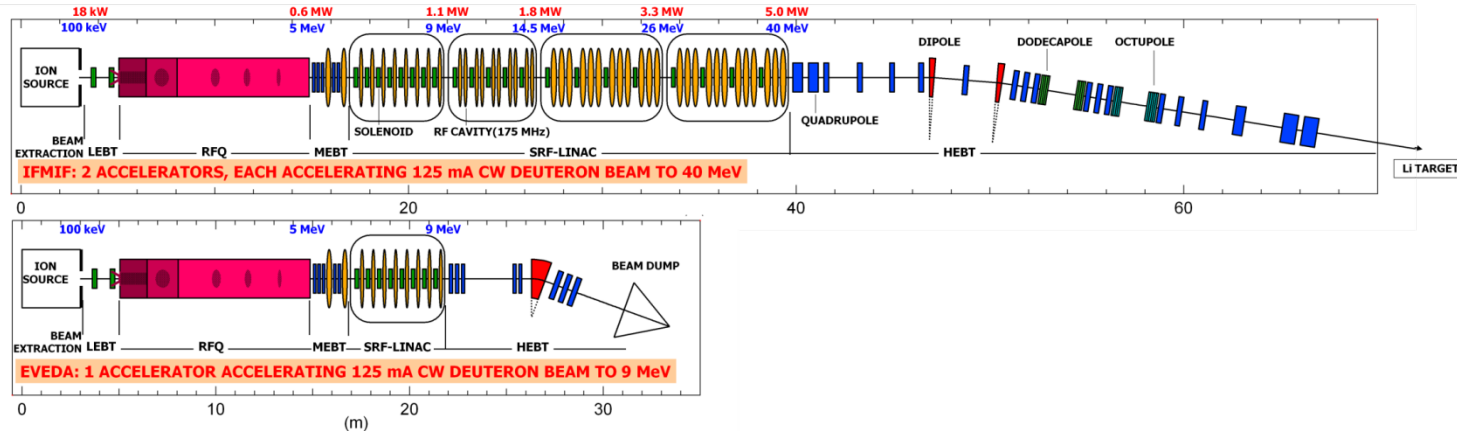 18 kW 0.6 MW 1.1 MW 1.8 MW 3.3 MW 5.0 MW
100 keV 5 MeV 9 MeV 14.5 MeV 26 MeV 40 MeV
ION
SOURCE
DIPOLE
DODECAPOLE
OCTUPOLE
SOLENOID
RF CAVITY(175 MHz)
QUADRUPOLE
BEAM
EXTRACTION
LEBT RFQ MEBT SRF-LINAC HEBT
Li TARGET
IFMIF: 2 ACCELERATORS, EACH ACCELERATING 125 mA CW DEUTERON BEAM TO 40 MeV
0 20 40 60
100 keV 5 MeV 9 MeV
ION
SOURCE
BEAM DUMP
BEAM
EXTRACTION
LEBT RFQ MEBT SRF-LINAC HEBT
EVEDA: 1 ACCELERATOR ACCELERATING 125 mA CW DEUTERON BEAM TO 9 MeV
0 10 20 30
(m)